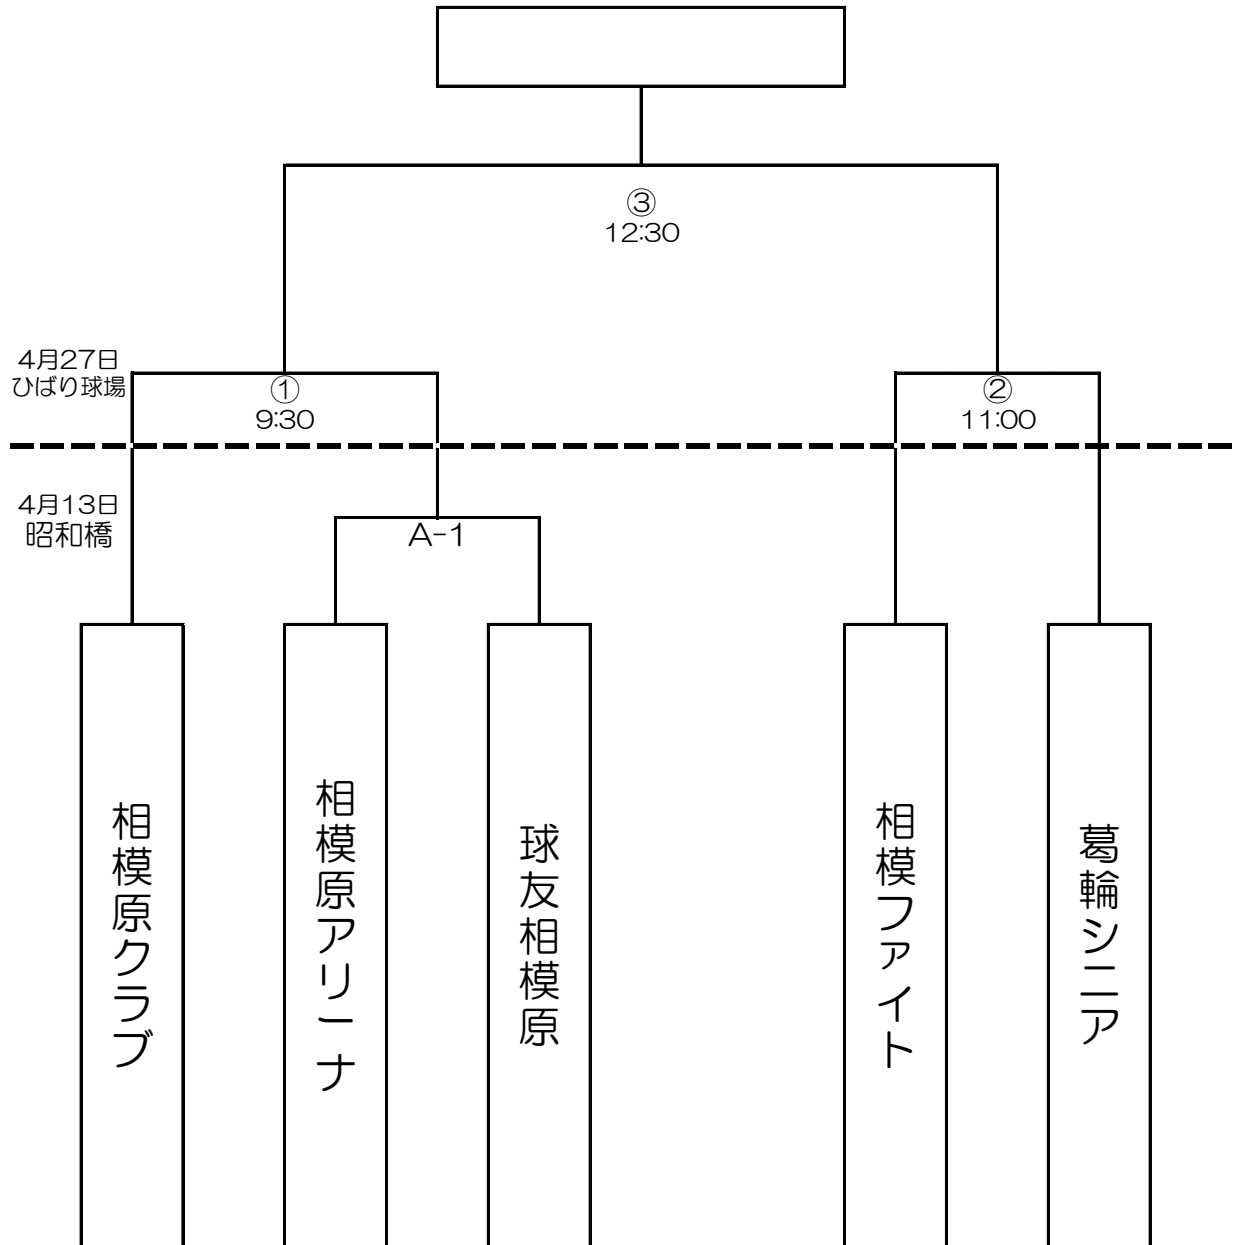 ③
12:30
4月27日
ひばり球場
①
9:30
②
11:00
4月13日
昭和橋
A-1
相模原クラブ
相模原アリーナ
球友相模原
相模ファイト
葛輪シニア